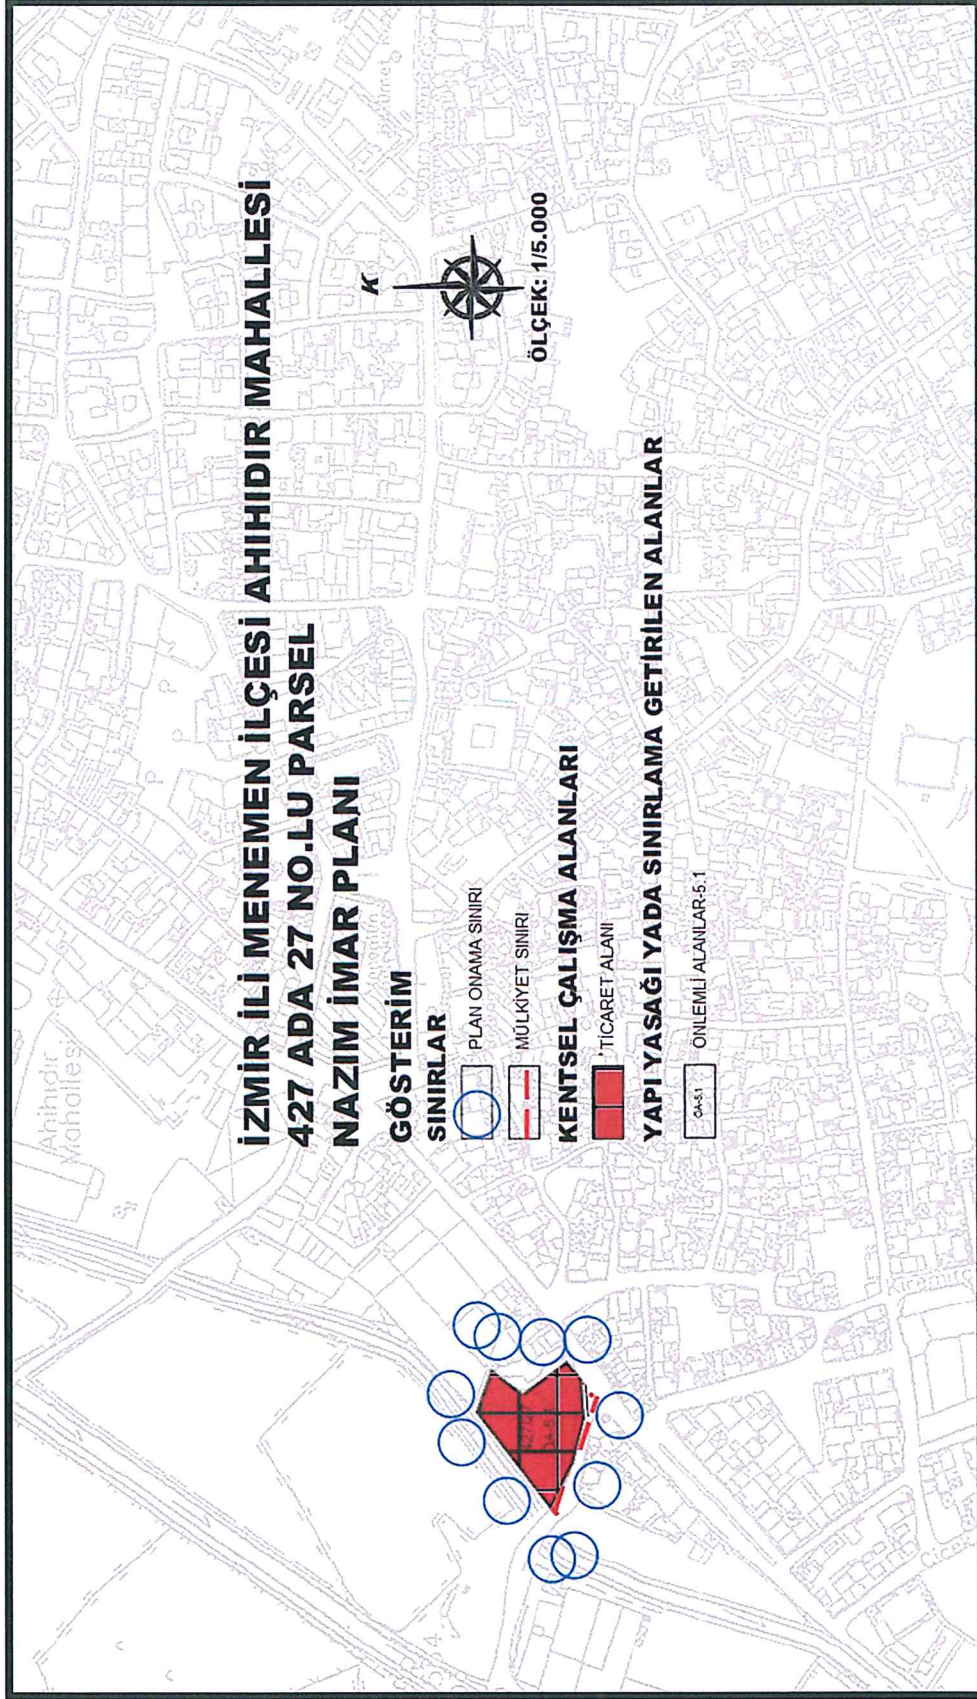 İZMİR İLİ MENEMEN İLÇESİ AHIHIDIR MAHALLESİ
427 ADA 27 NO.LU PARSEL
NAZIM İMAR PLANI
K
ÖLÇEK: 1/5.000
GÖSTERİM
SINIRLAR
PLAN ONAMA SINIRI
MÜLKİYET SINIRI
KENTSEL ÇALIŞMA ALANLARI
TİCARET ALANI
YAPI YASAĞI YADA SINIRLAMA GETİRİLEN ALANLAR
ÖA-5.1
ÖNLEMLİ ALANLAR-5.1
Ahıhıdır
427/27